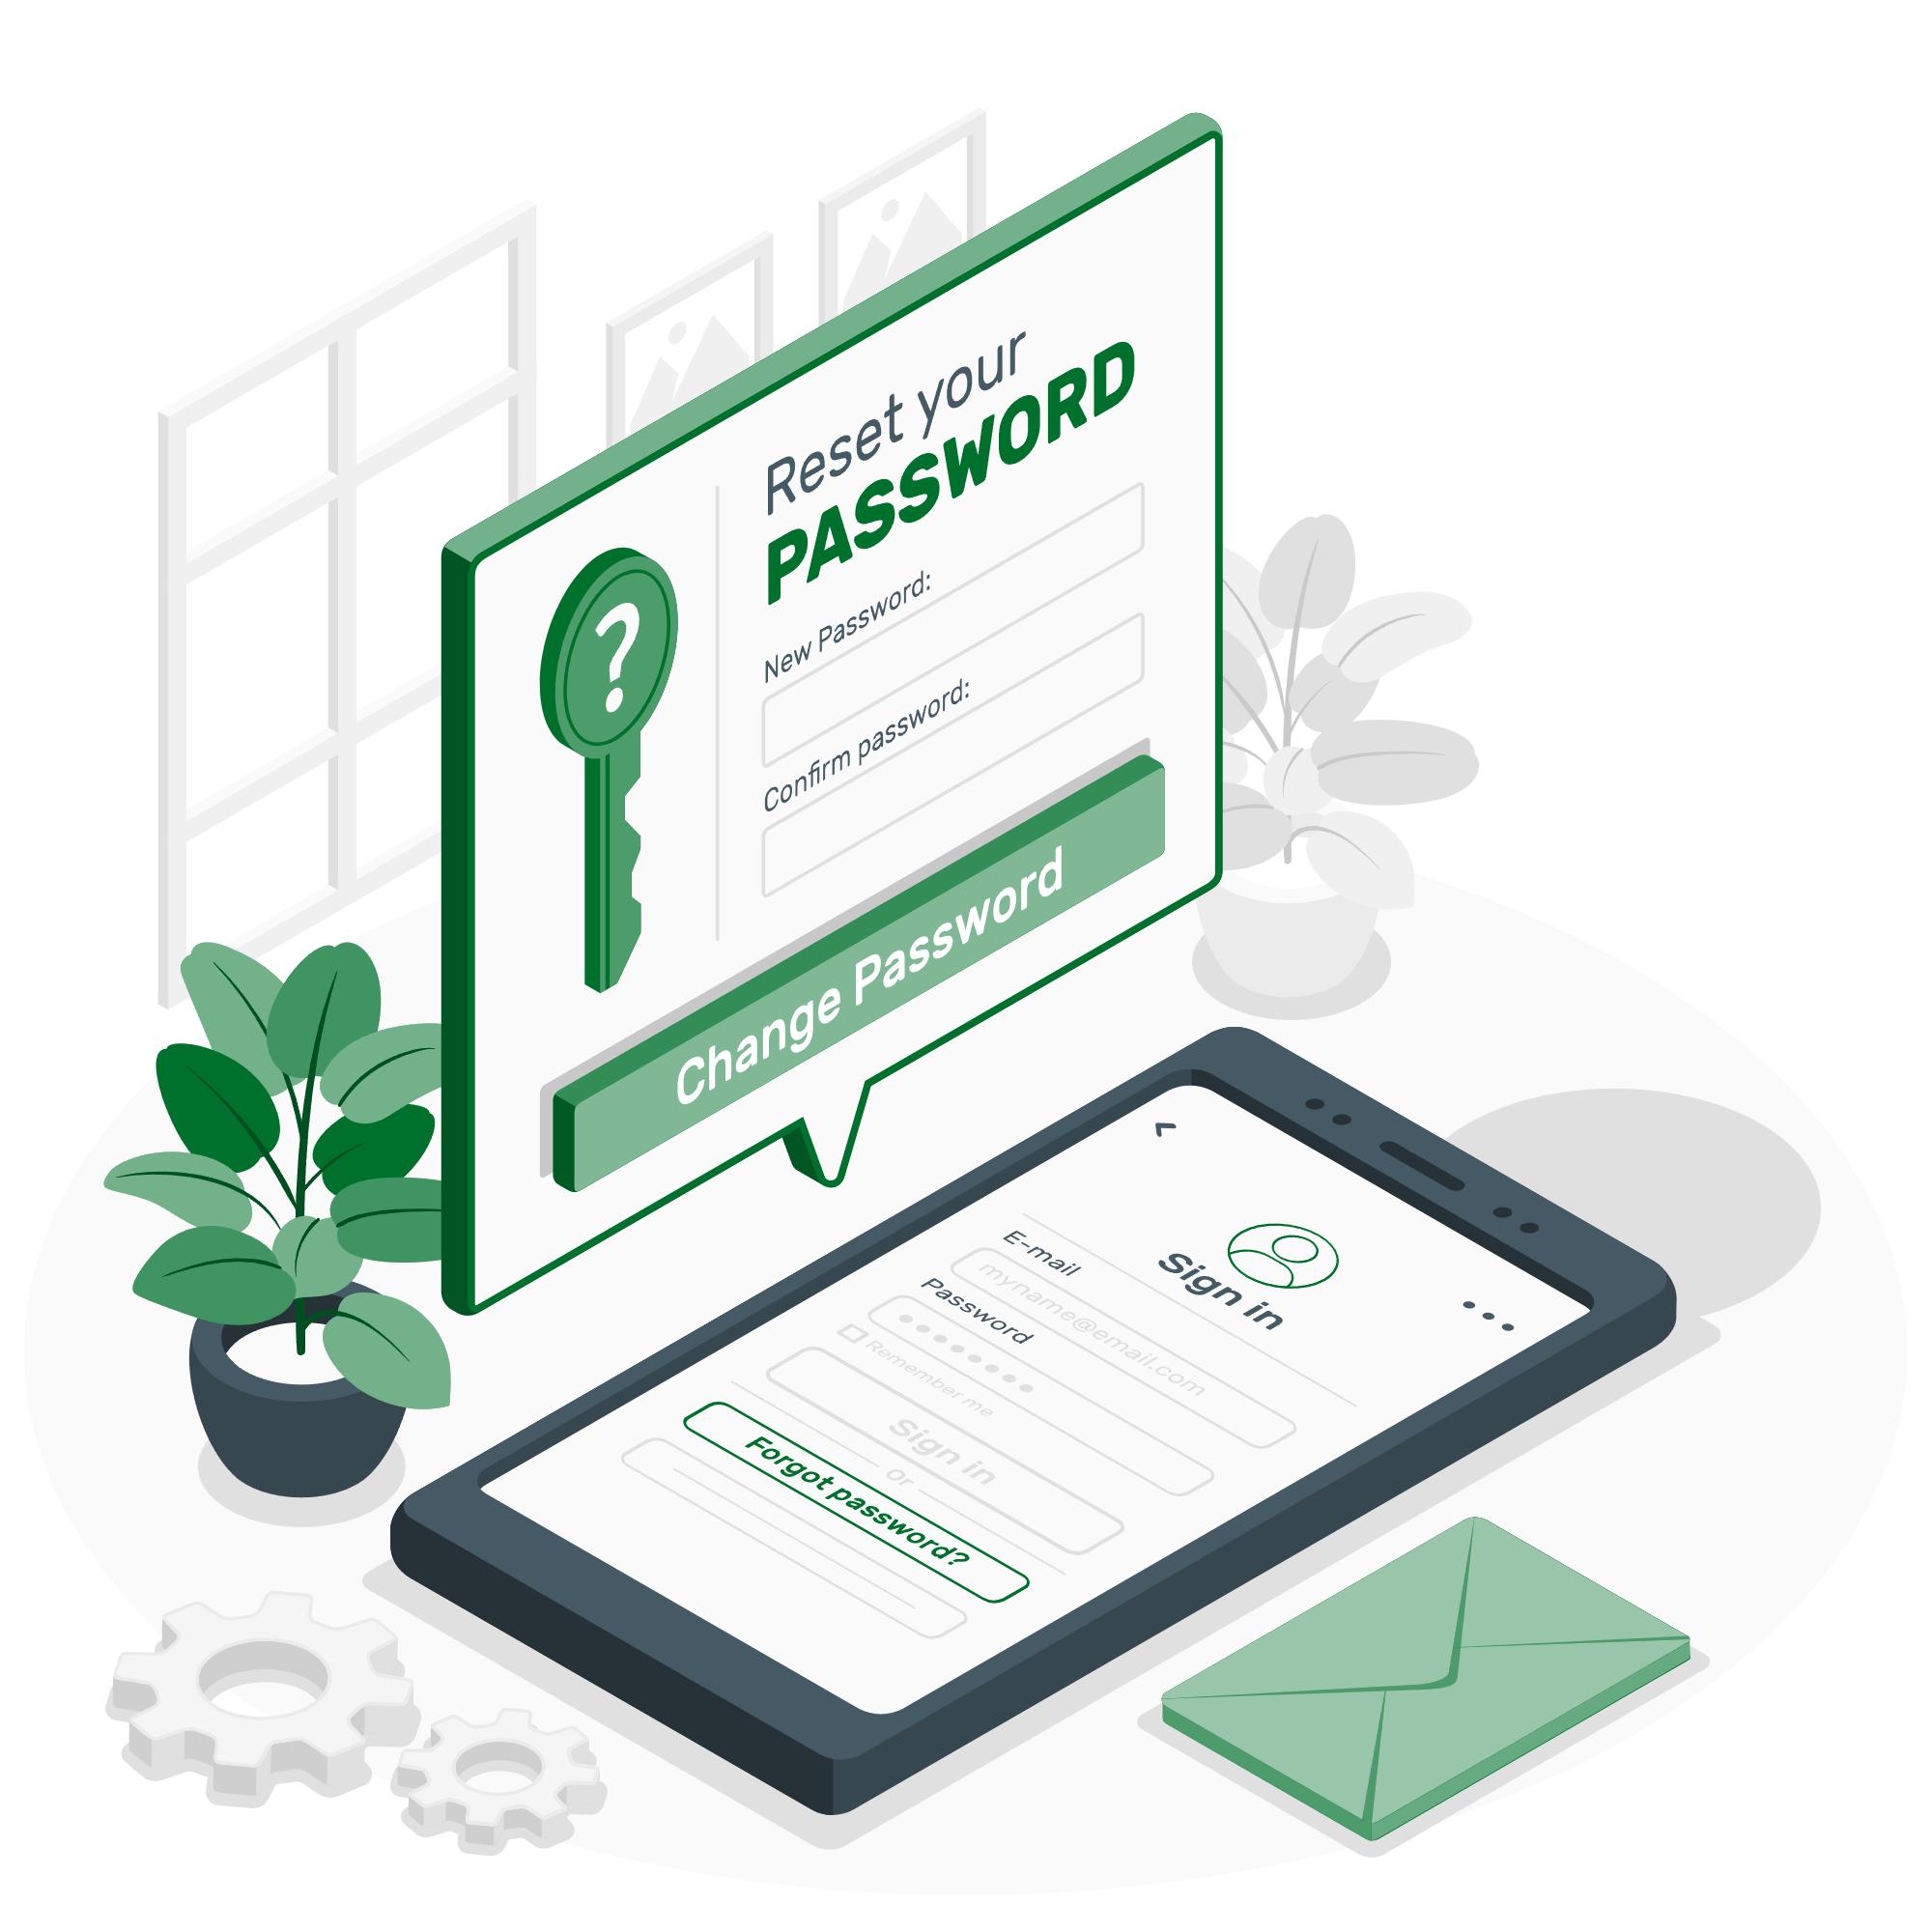 Reset your
PASSWORD
New Password:
Confirm password:
Change Password
?
<
Sign in
E-mail
myname@email.com
Password
Remember me
Sign in
Or
Forgot password?